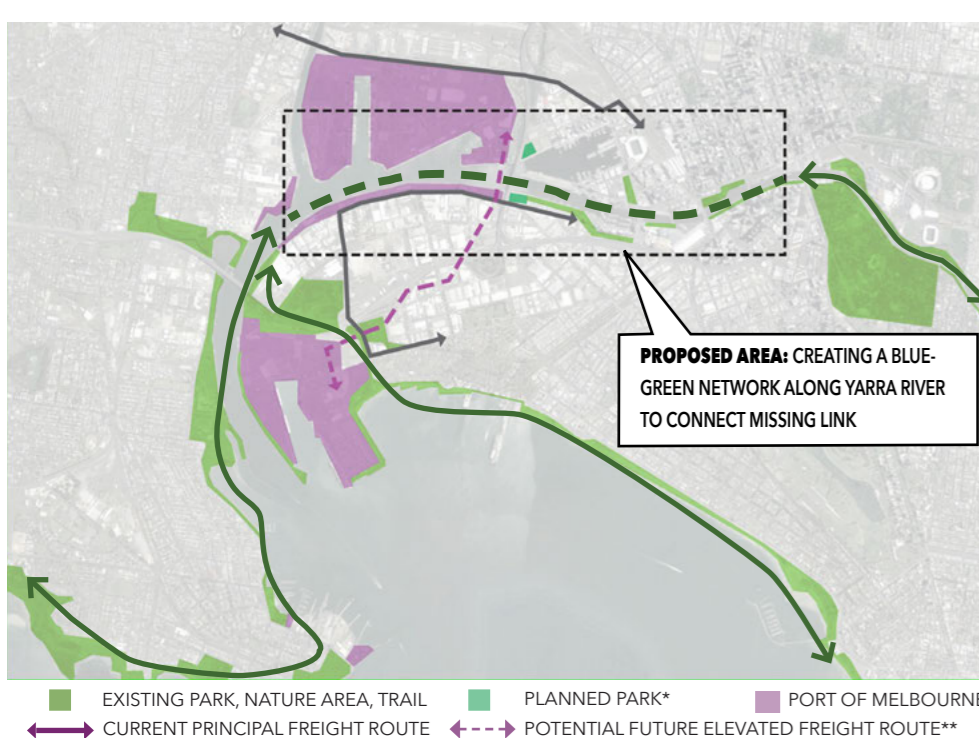 PROPOSED AREA: CREATING A BLUE-
GREEN NETWORK ALONG YARRA RIVER
TO CONNECT MISSING LINK
EXISTING PARK, NATURE AREA, TRAIL
PLANNED PARK*
PORT OF MELBOURNE
CURRENT PRINCIPAL FREIGHT ROUTE
POTENTIAL FUTURE ELEVATED FREIGHT ROUTE**